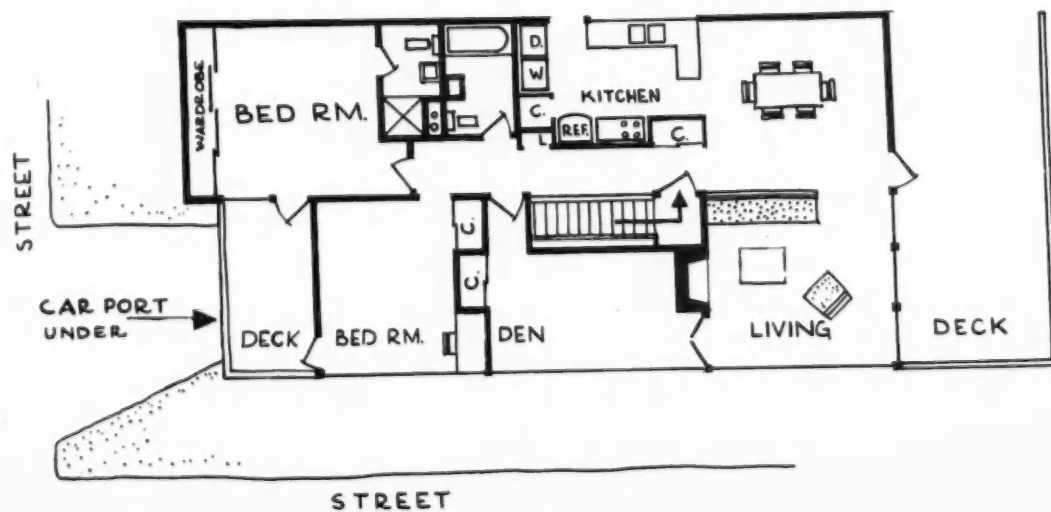 D.
WARDROBE
BED RM.
W
KITCHEN
C.
REF.
C.
L
STREET
C.
C.
CAR PORT
UNDER
DECK
BED RM.
DEN
LIVING
DECK
STREET